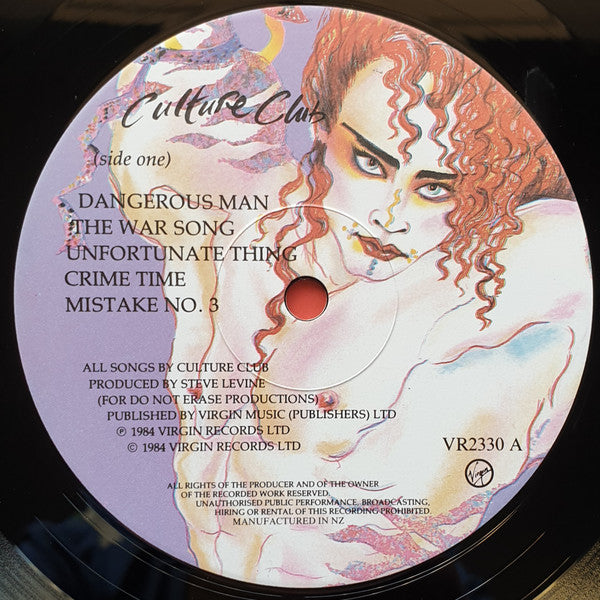 Culture Club
(side one)
DANGEROUS MAN
THE WAR SONG
UNFORTUNATE THING
CRIME TIME
MISTAKE NO. 3
ALL SONGS BY CULTURE CLUB
PRODUCED BY STEVE LEVINE
(FOR DO NOT ERASE PRODUCTIONS)
PUBLISHED BY VIRGIN MUSIC (PUBLISHERS) LTD
℗ 1984 VIRGIN RECORDS LTD
© 1984 VIRGIN RECORDS LTD
VR2330 A
Virgin
ALL RIGHTS OF THE PRODUCER AND OF THE OWNER
OF THE RECORDED WORK RESERVED.
UNAUTHORISED PUBLIC PERFORMANCE, BROADCASTING,
HIRING OR RENTAL OF THIS RECORDING PROHIBITED.
MANUFACTURED IN NZ